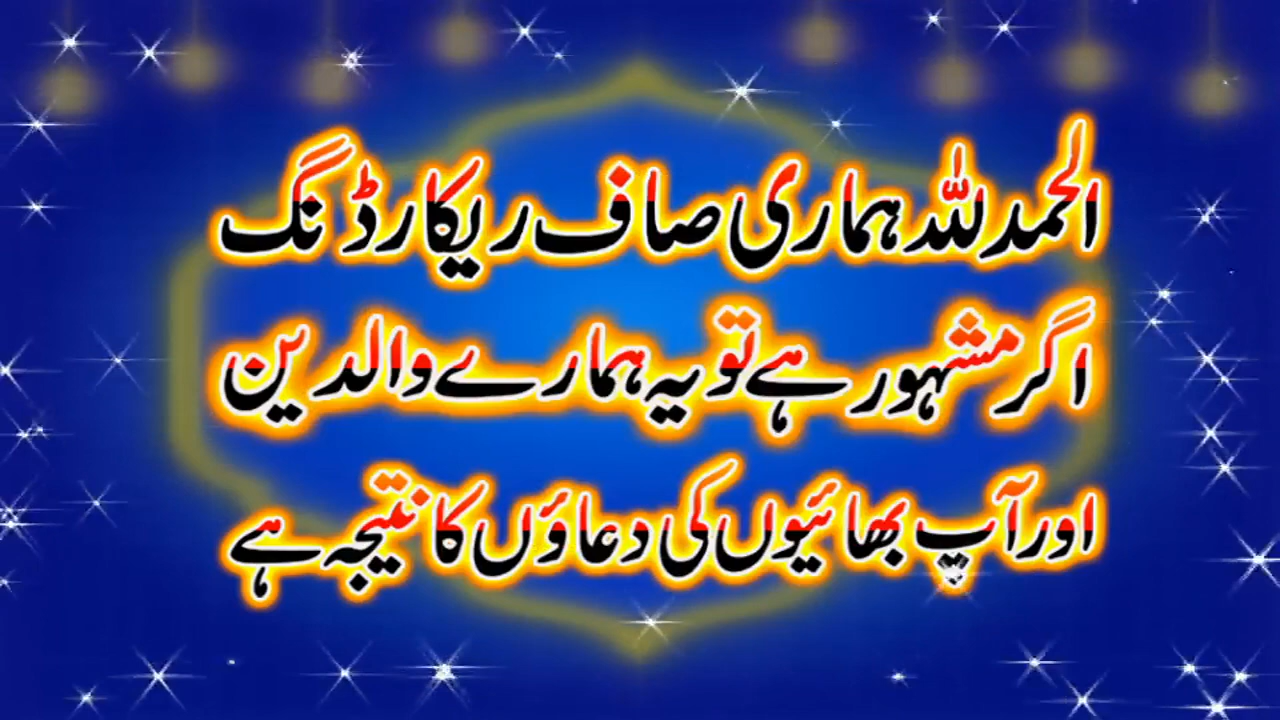 الحمدللہ ہماری صاف ریکارڈنگ
اگر مشہور ہے تو یہ ہمارے والدین
اور آپ بھائیوں کی دعاؤں کا نتیجہ ہے